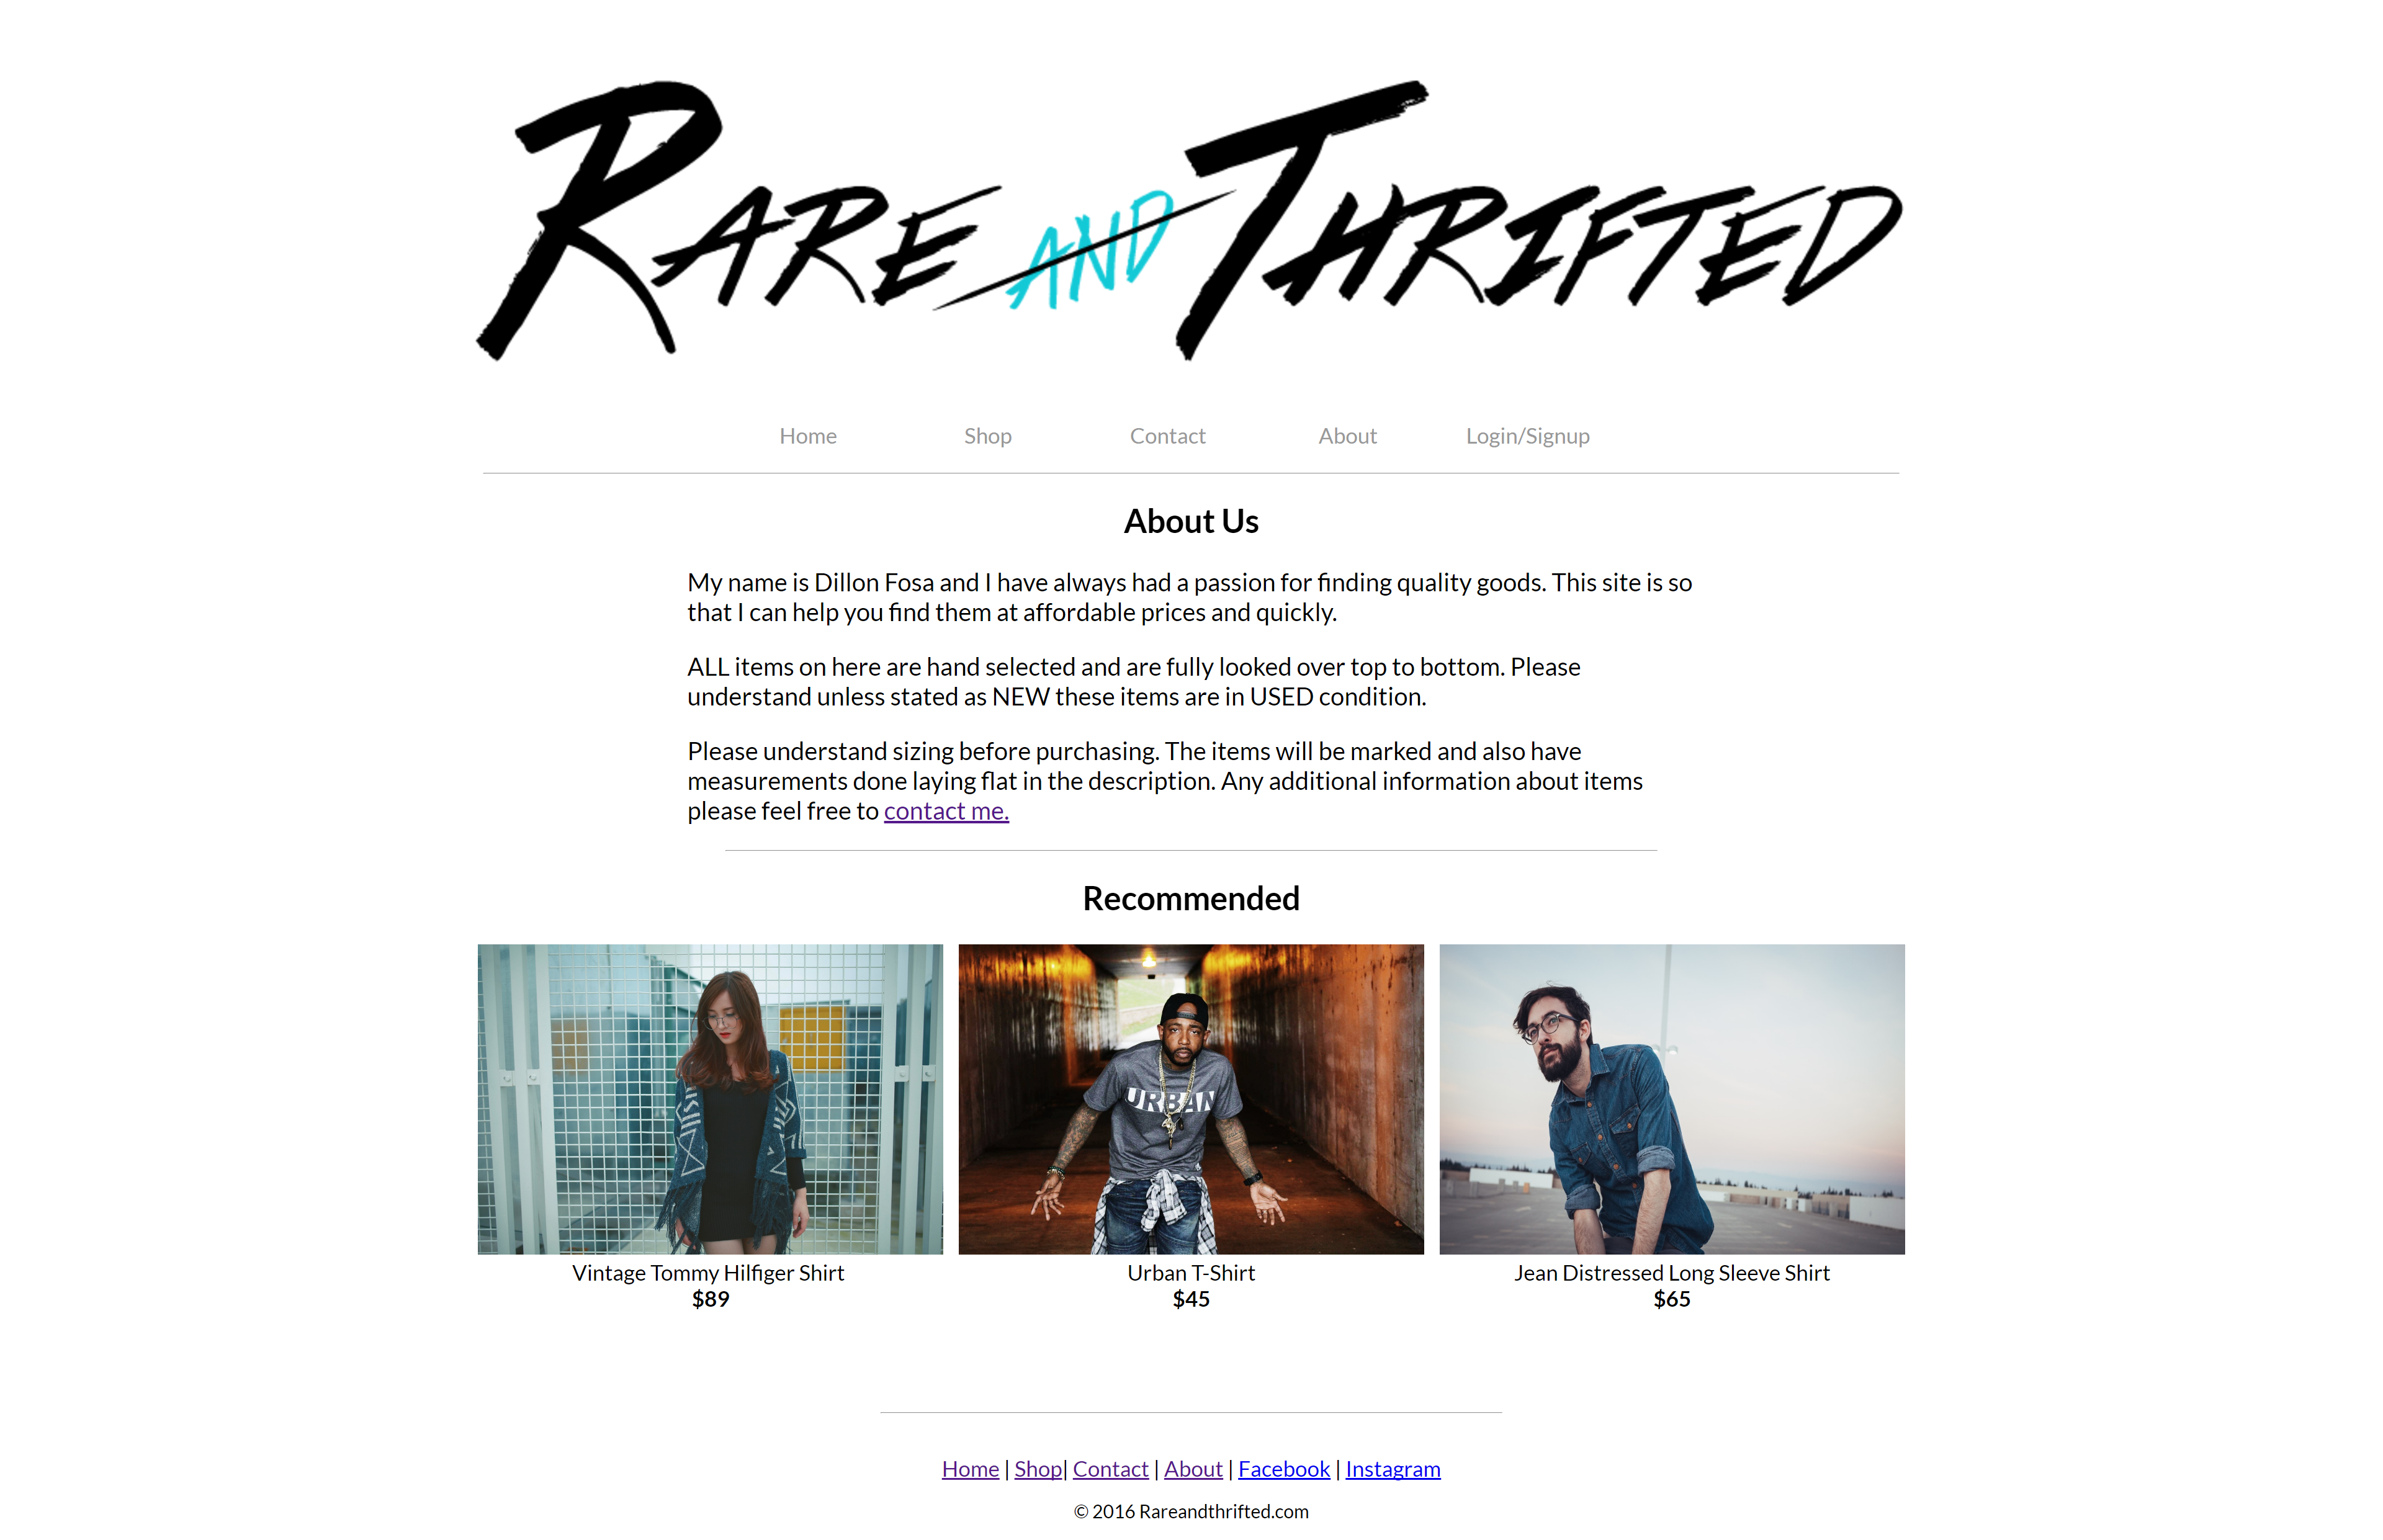 RARE AND THRIFTED
Home Shop Contact About Login/Signup
About Us
My name is Dillon Fosa and I have always had a passion for finding quality goods. This site is so
that I can help you find them at affordable prices and quickly.
ALL items on here are hand selected and are fully looked over top to bottom. Please
understand unless stated as NEW these items are in USED condition.
Please understand sizing before purchasing. The items will be marked and also have
measurements done laying flat in the description. Any additional information about items
please feel free to contact me.
Recommended
URBAN
Vintage Tommy Hilfiger Shirt
$89
Urban T-Shirt
$45
Jean Distressed Long Sleeve Shirt
$65
Home | Shop| Contact | About | Facebook | Instagram
© 2016 Rareandthrifted.com